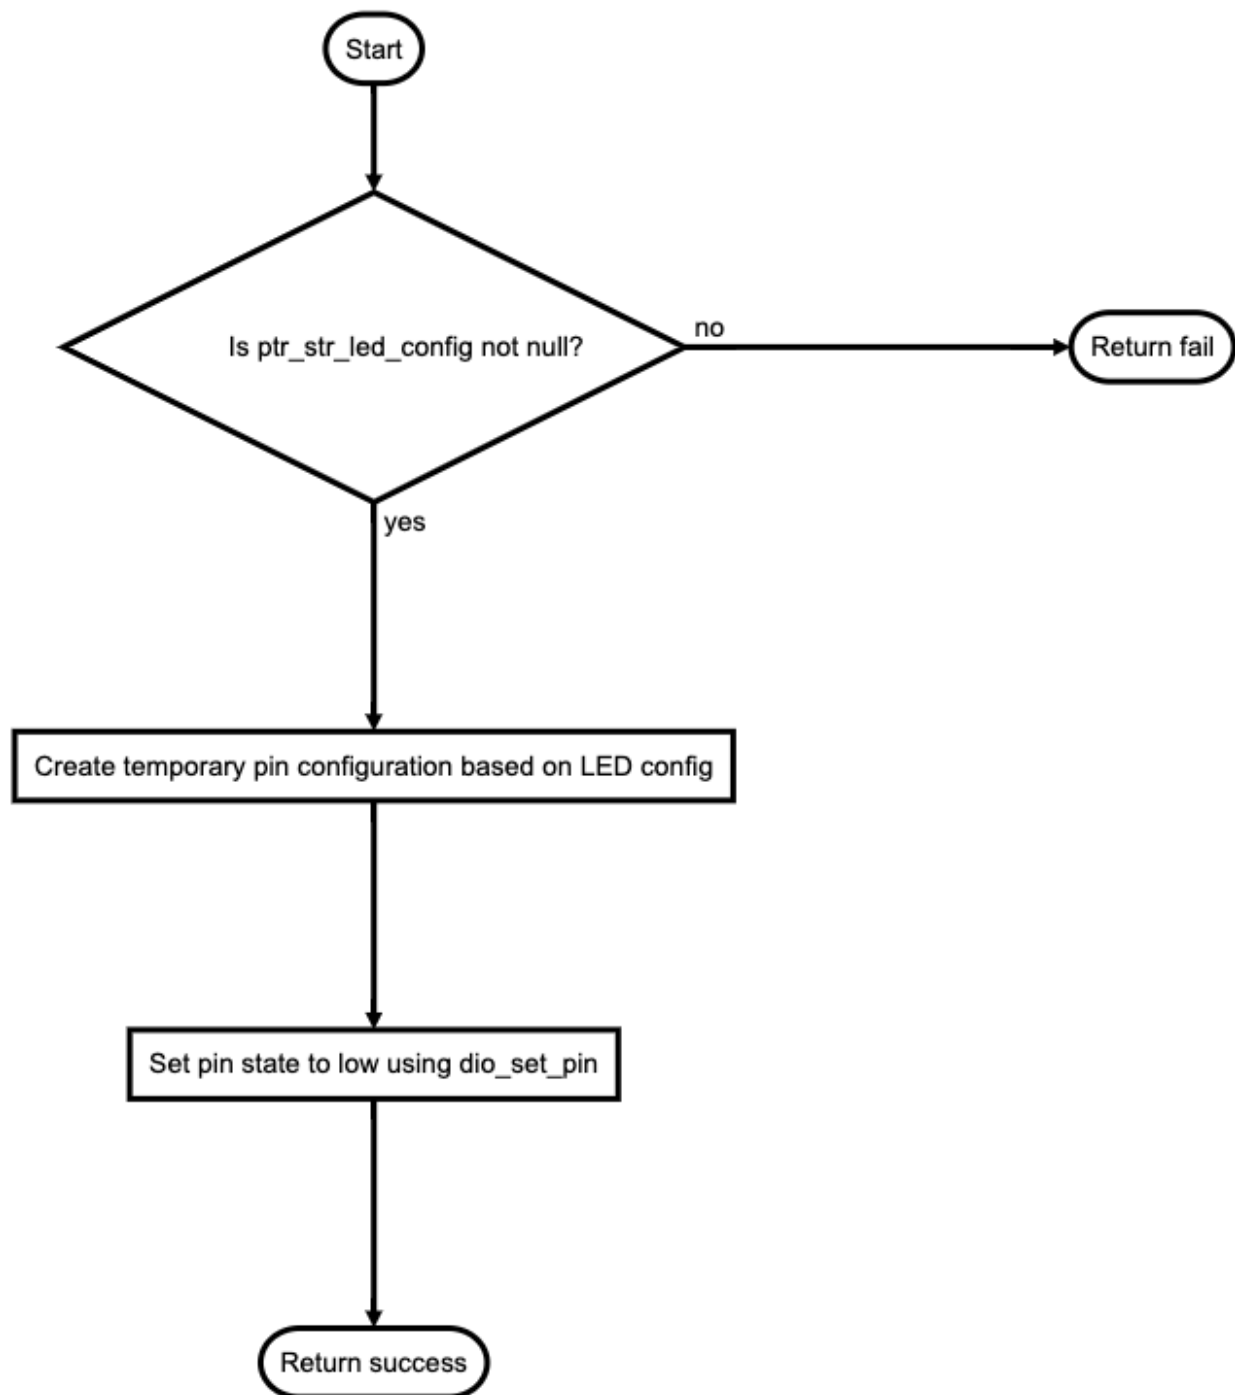 Start
Is ptr_str_led_config not null?
no
Return fail
yes
Create temporary pin configuration based on LED config
Set pin state to low using dio_set_pin
Return success